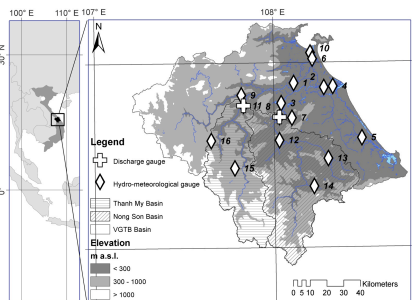 100° E 110° E 107° E 108° E
30° N
0°
N
10
6
1 2 4
9
11 8 3
7
5
16 12
13
15
14
Legend
Discharge gauge
Hydro-meteorological gauge
Thanh My Basin
Nong Son Basin
VGTB Basin
Elevation
m a.s.l.
< 300
300 - 1000
> 1000
Kilometers
0 5 10 20 30 40